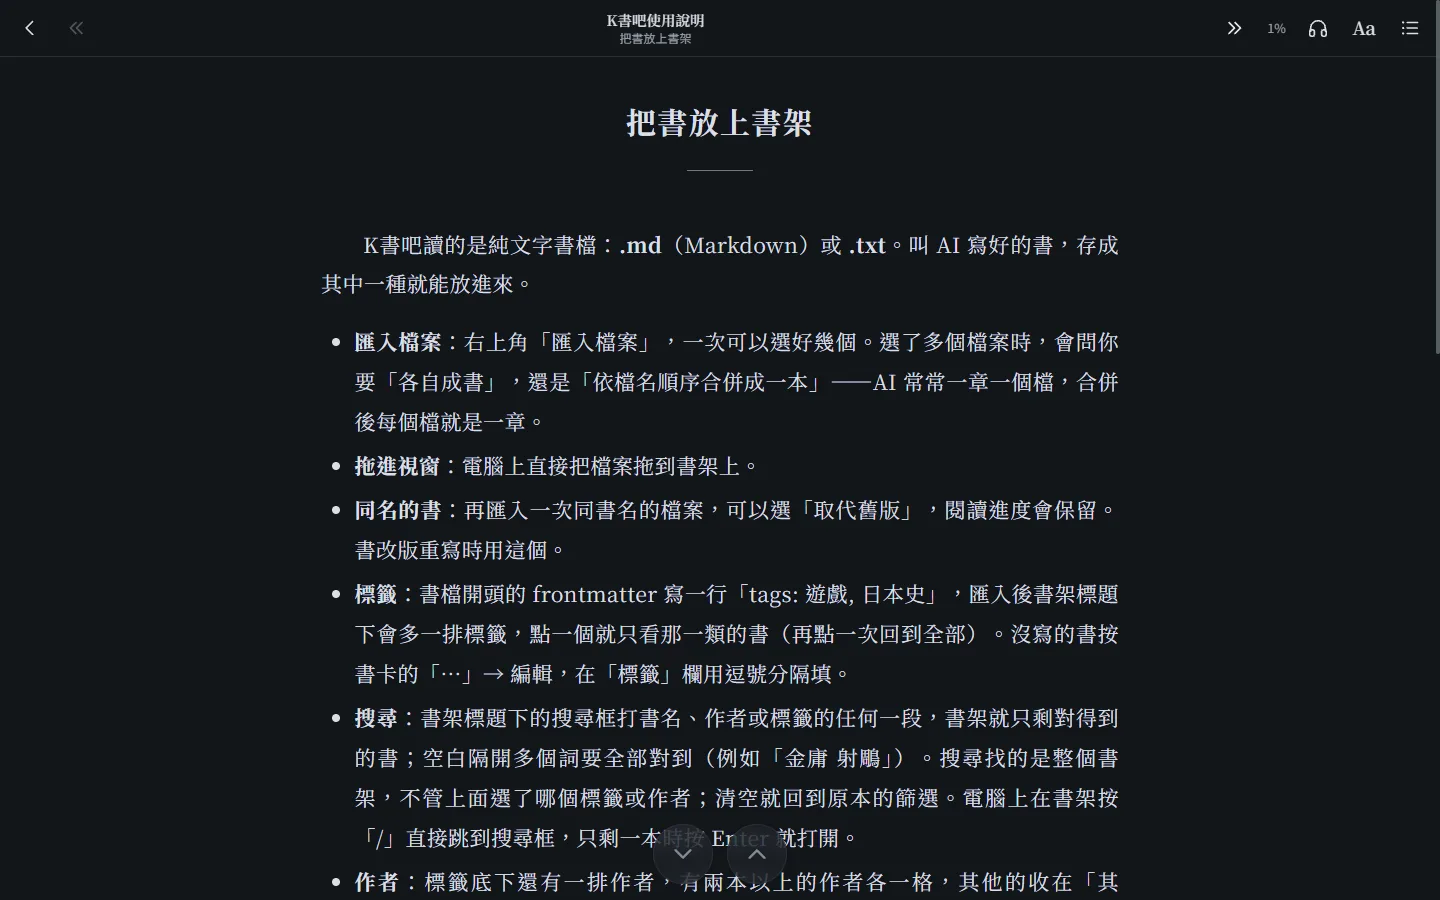 K書吧使用說明
把書放上書架
1%
Aa
把書放上書架
K書吧讀的是純文字書檔：.md（Markdown）或 .txt。叫 AI 寫好的書，存成
其中一種就能放進來。
• 匯入檔案：右上角「匯入檔案」，一次可以選好幾個。選了多個檔案時，會問你
要「各自成書」，還是「依檔名順序合併成一本」——AI 常常一章一個檔，合併
後每個檔就是一章。
• 拖進視窗：電腦上直接把檔案拖到書架上。
• 同名的書：再匯入一次同書名的檔案，可以選「取代舊版」，閱讀進度會保留。
書改版重寫時用這個。
• 標籤：書檔開頭的 frontmatter 寫一行「tags: 遊戲, 日本史」，匯入後書架標題
下會多一排標籤，點一個就只看那一類的書（再點一次回到全部）。沒寫的書按
書卡的「⋯」→ 編輯，在「標籤」欄用逗號分隔填。
• 搜尋：書架標題下的搜尋框打書名、作者或標籤的任何一段，書架就只剩對得到
的書；空白隔開多個詞要全部對到（例如「金庸 射鵰」）。搜尋找的是整個書
架，不管上面選了哪個標籤或作者；清空就回到原本的篩選。電腦上在書架按
「/」直接跳到搜尋框，只剩一本時按 Enter 就打開。
• 作者：標籤底下還有一排作者，有兩本以上的作者各一格，其他的收在「其